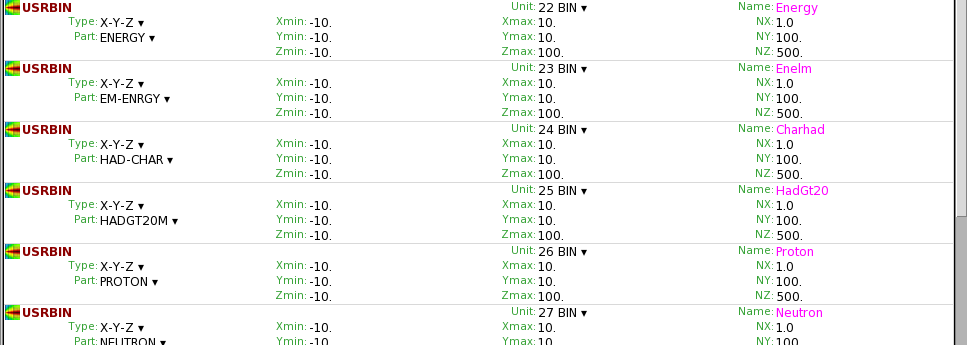 USRBIN Unit: 22 BIN ▾ Name: Energy
Type: X-Y-Z ▾ Xmin: -10. Xmax: 10. NX: 1.0
Part: ENERGY ▾ Ymin: -10. Ymax: 10. NY: 100.
Zmin: -10. Zmax: 100. NZ: 500.
USRBIN Unit: 23 BIN ▾ Name: Enelm
Type: X-Y-Z ▾ Xmin: -10. Xmax: 10. NX: 1.0
Part: EM-ENRGY ▾ Ymin: -10. Ymax: 10. NY: 100.
Zmin: -10. Zmax: 100. NZ: 500.
USRBIN Unit: 24 BIN ▾ Name: Charhad
Type: X-Y-Z ▾ Xmin: -10. Xmax: 10. NX: 1.0
Part: HAD-CHAR ▾ Ymin: -10. Ymax: 10. NY: 100.
Zmin: -10. Zmax: 100. NZ: 500.
USRBIN Unit: 25 BIN ▾ Name: HadGt20
Type: X-Y-Z ▾ Xmin: -10. Xmax: 10. NX: 1.0
Part: HADGT20M ▾ Ymin: -10. Ymax: 10. NY: 100.
Zmin: -10. Zmax: 100. NZ: 500.
USRBIN Unit: 26 BIN ▾ Name: Proton
Type: X-Y-Z ▾ Xmin: -10. Xmax: 10. NX: 1.0
Part: PROTON ▾ Ymin: -10. Ymax: 10. NY: 100.
Zmin: -10. Zmax: 100. NZ: 500.
USRBIN Unit: 27 BIN ▾ Name: Neutron
Type: X-Y-Z ▾ Xmin: -10. Xmax: 10. NX: 1.0
Part: NEUTRON ▾ Ymin: -10. Ymax: 10. NY: 100.